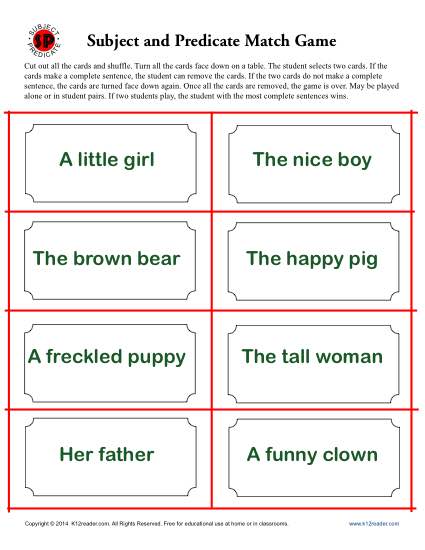 SUBJECT
SP
PREDICATE
Subject and Predicate Match Game
Cut out all the cards and shuffle. Turn all the cards face down on a table. The student selects two cards. If the
cards make a complete sentence, the student can remove the cards. If the two cards do not make a complete
sentence, the cards are turned face down again. Once all the cards are removed, the game is over. May be played
alone or in student pairs. If two students play, the student with the most complete sentences wins.
A little girl
The nice boy
The brown bear
The happy pig
A freckled puppy
The tall woman
Her father
A funny clown
Copyright © 2014 K12reader.com. All Rights Reserved. Free for educational use at home or in classrooms.
www.k12reader.com